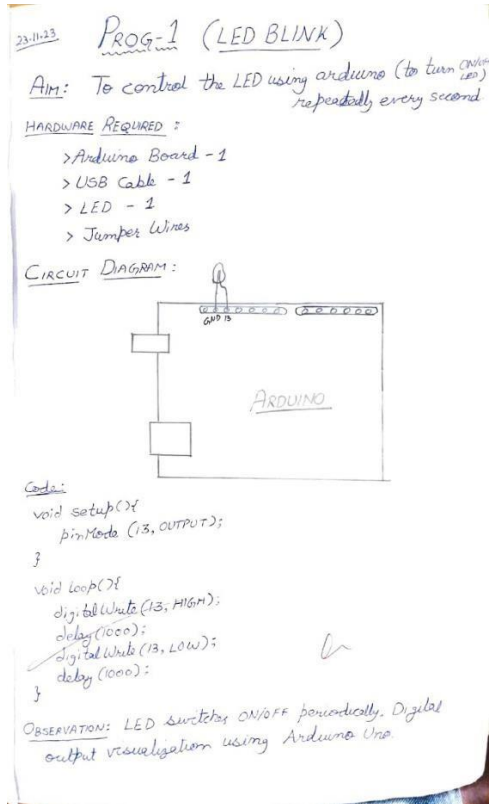 23.11.23
PROG-1 (LED BLINK)
AIM: To control the LED using arduino (to turn ON/OFF LED)
repeatedly every second
HARDWARE REQUIRED :
> Arduino Board - 1
> USB Cable - 1
> LED - 1
> Jumper Wires
CIRCUIT DIAGRAM :
GND 13
ARDUINO
Code:
void setup(){
pinMode (13, OUTPUT);
}
void loop(){
digitalWrite (13, HIGH);
delay (1000);
digitalWrite (13, LOW);
delay (1000);
}
OBSERVATION: LED switches ON/OFF periodically. Digital
output visualization using Arduino Uno.